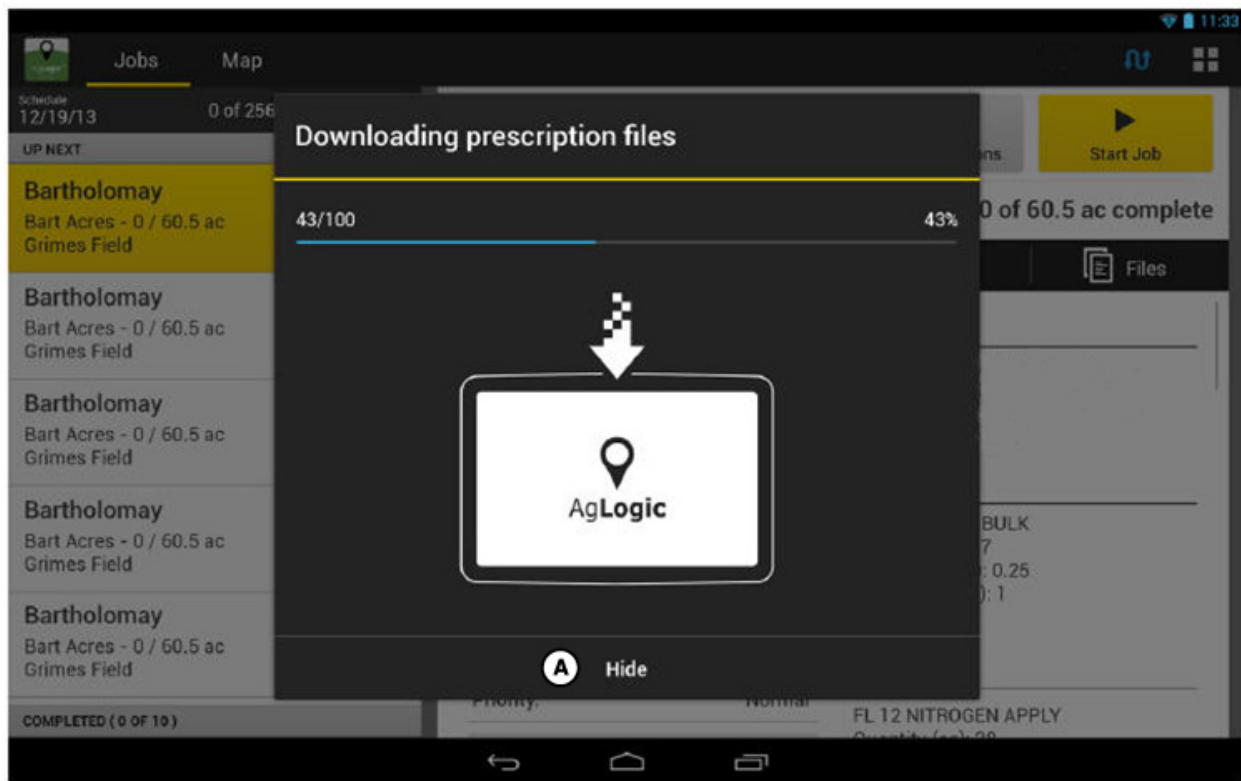 11:33
Jobs Map
Schedule
12/19/13 0 of 256
UP NEXT
Bartholomay
Bart Acres - 0 / 60.5 ac
Grimes Field
Bartholomay
Bart Acres - 0 / 60.5 ac
Grimes Field
Bartholomay
Bart Acres - 0 / 60.5 ac
Grimes Field
Bartholomay
Bart Acres - 0 / 60.5 ac
Grimes Field
Bartholomay
Bart Acres - 0 / 60.5 ac
Grimes Field
COMPLETED ( 0 OF 10 )
Downloading prescription files
43/100 43%
AgLogic
A Hide
ns
Start Job
0 of 60.5 ac complete
Files
BULK
7
: 0.25
): 1
Priority: Normal
FL 12 NITROGEN APPLY